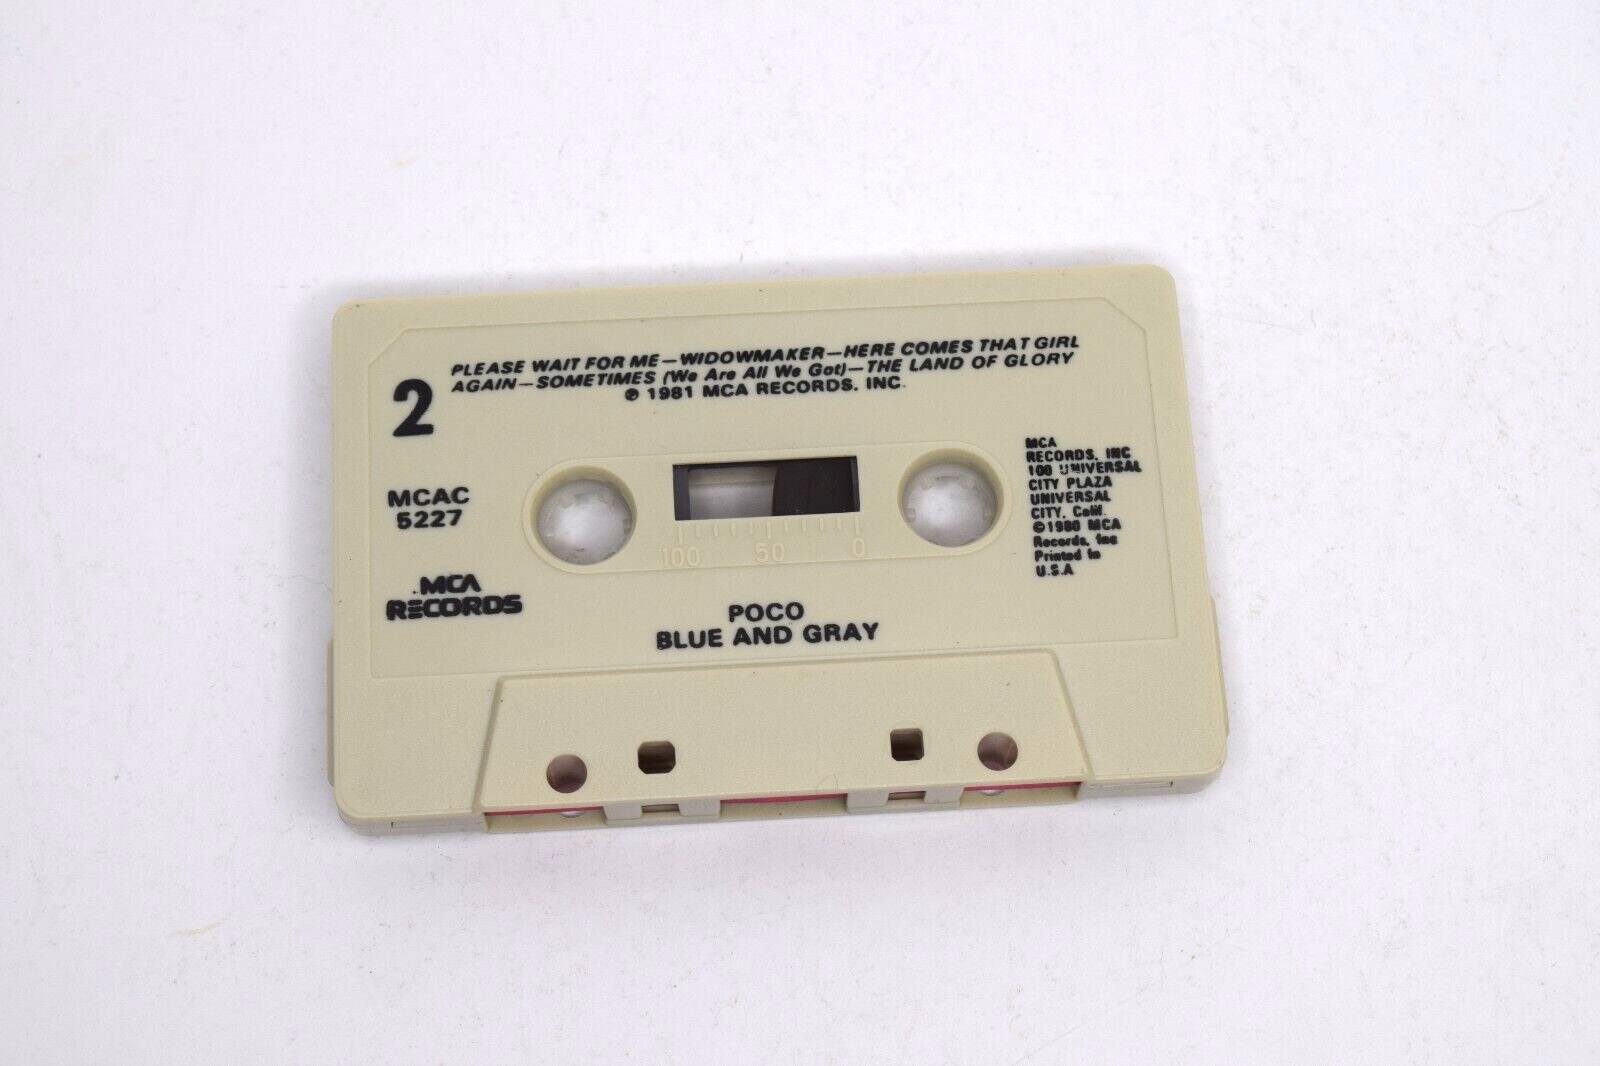 PLEASE WAIT FOR ME—WIDOWMAKER—HERE COMES THAT GIRL
AGAIN—SOMETIMES (We Are All We Got)—THE LAND OF GLORY
℗ 1981 MCA RECORDS, INC.
2
MCAC
5227
MCA
RECORDS
MCA
RECORDS, INC
100 UNIVERSAL
CITY PLAZA
UNIVERSAL
CITY, Calif.
©1980 MCA
Records, Inc
Printed In
U.S.A
100 50 0
POCO
BLUE AND GRAY